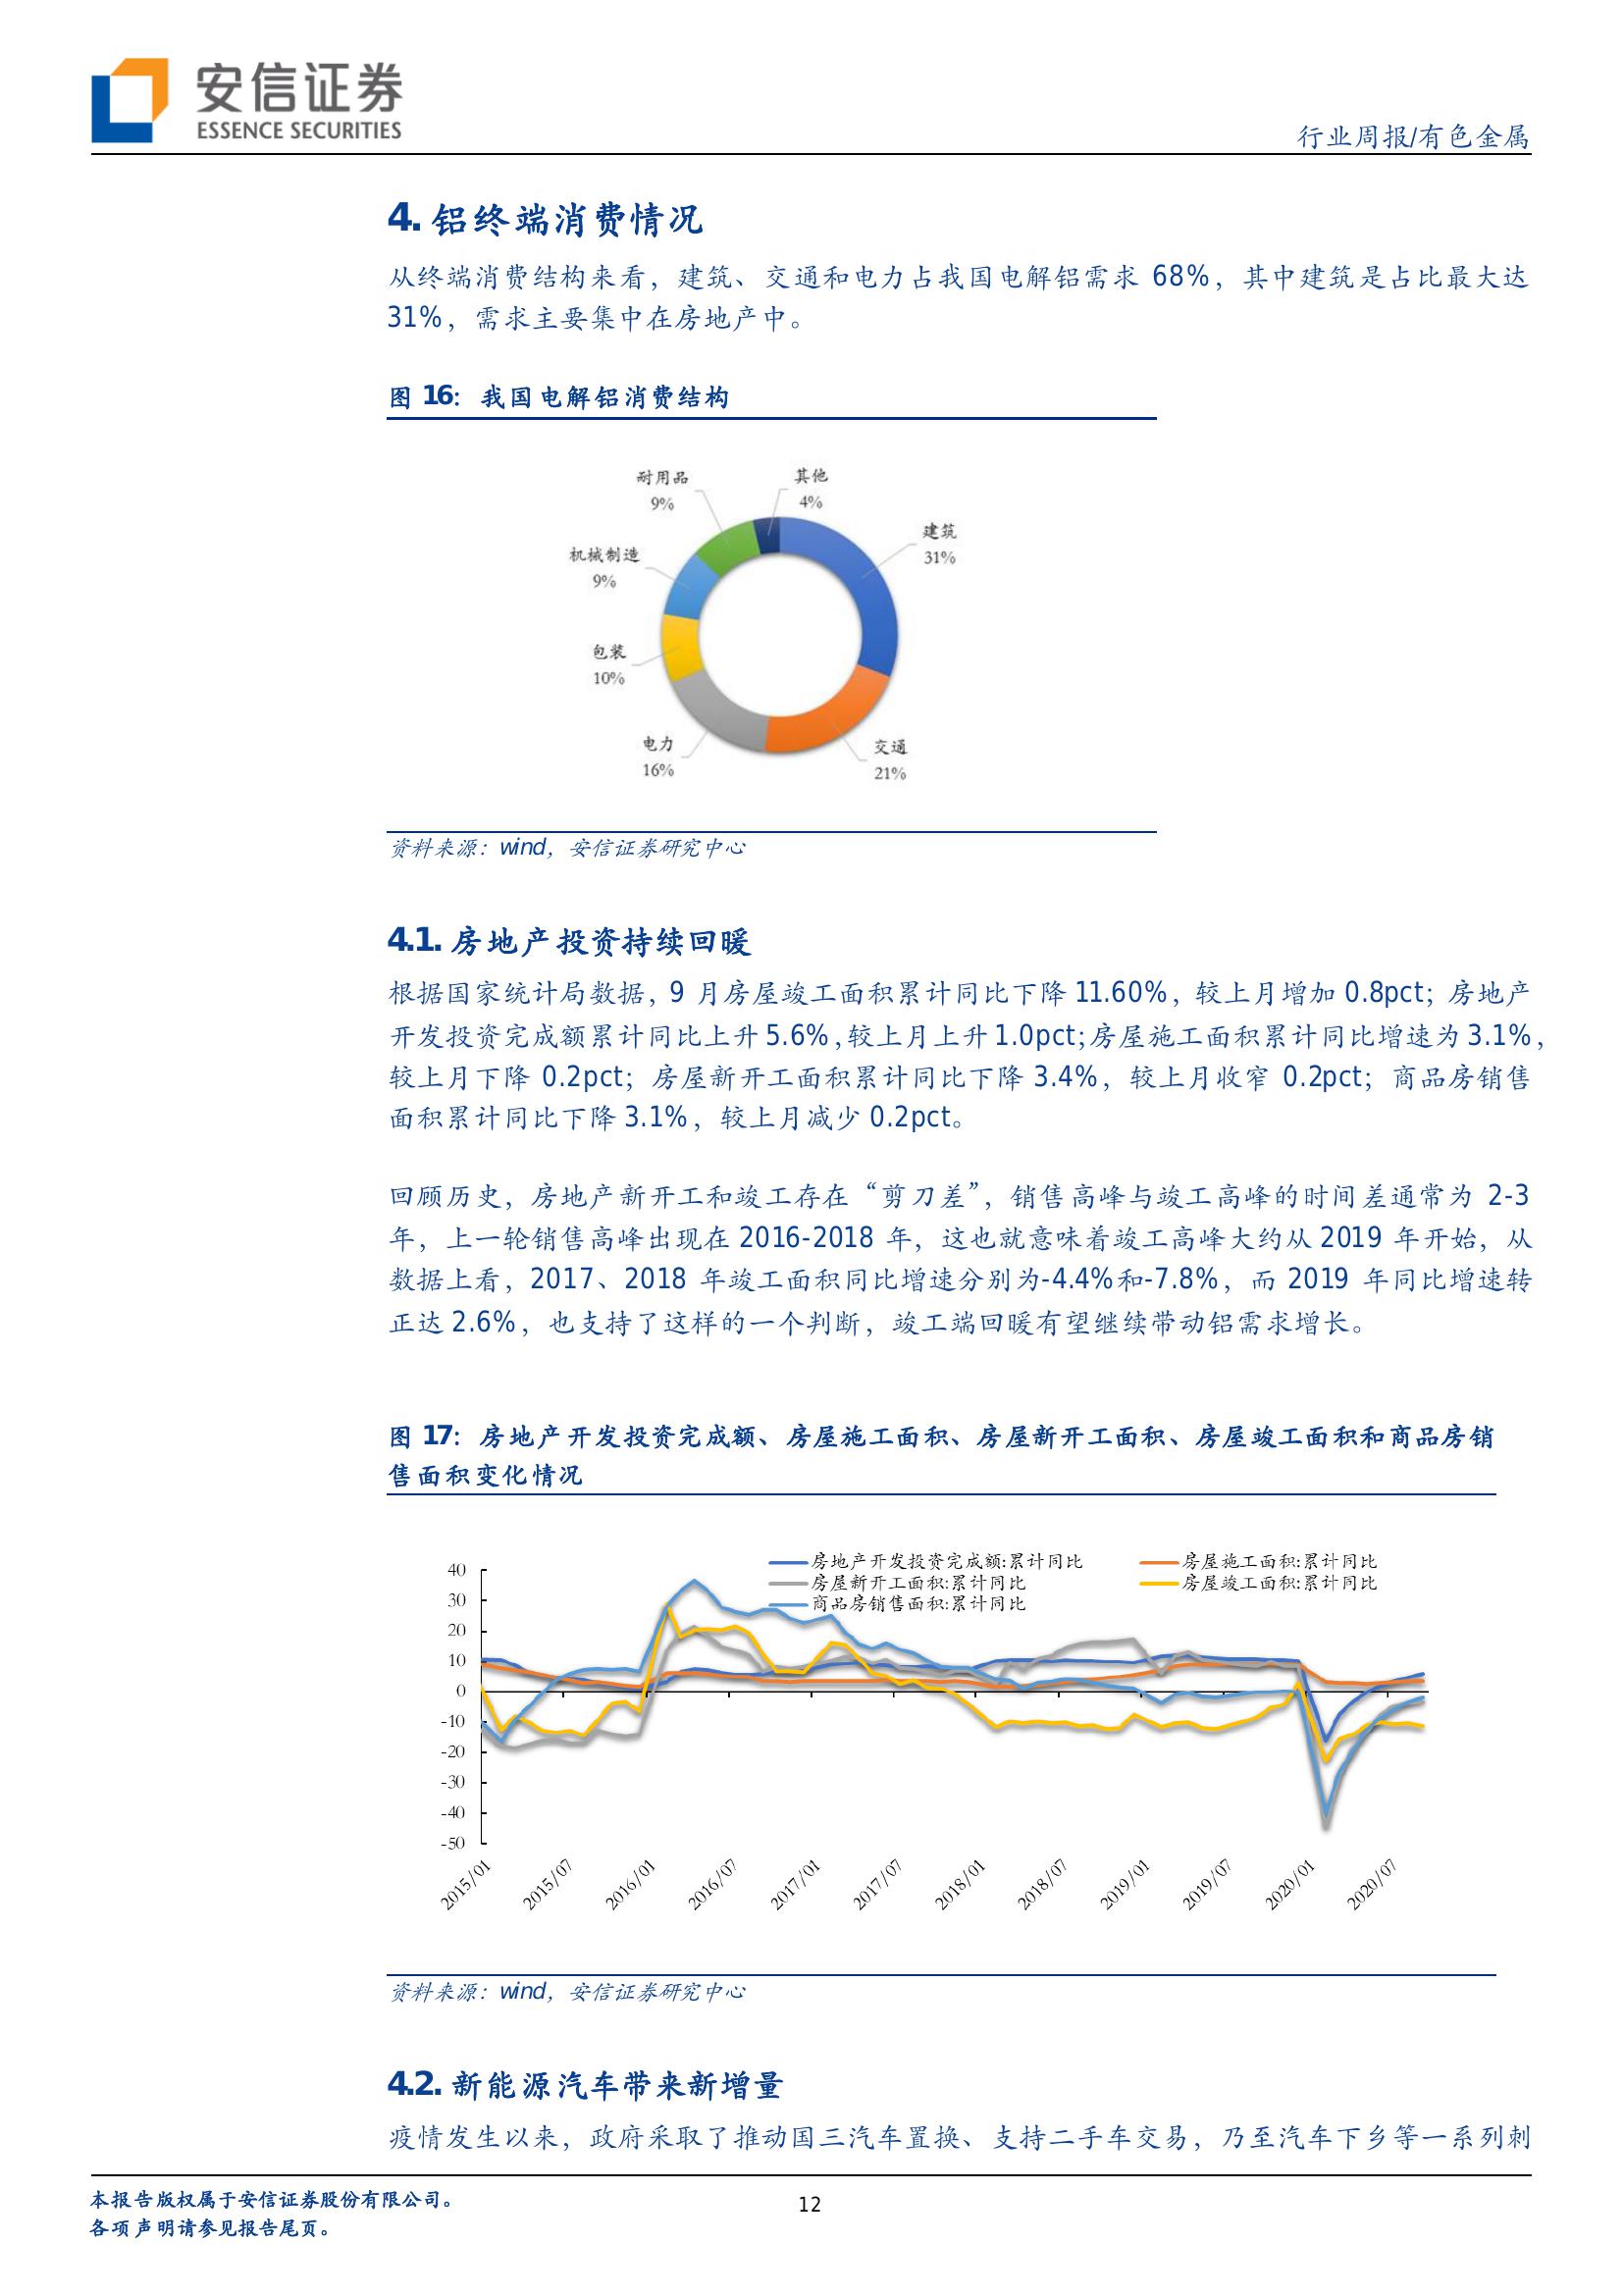 安信证券
ESSENCE SECURITIES
行业周报/有色金属
4. 铝终端消费情况
从终端消费结构来看，建筑、交通和电力占我国电解铝需求 68%，其中建筑是占比最大达
31%，需求主要集中在房地产中。
图 16：我国电解铝消费结构
耐用品
9%
其他
4%
建筑
31%
机械制造
9%
包装
10%
电力
16%
交通
21%
资料来源：wind，安信证券研究中心
4.1. 房地产投资持续回暖
根据国家统计局数据，9 月房屋竣工面积累计同比下降 11.60%，较上月增加 0.8pct；房地产
开发投资完成额累计同比上升 5.6%，较上月上升 1.0pct；房屋施工面积累计同比增速为 3.1%，
较上月下降 0.2pct；房屋新开工面积累计同比下降 3.4%，较上月收窄 0.2pct；商品房销售
面积累计同比下降 3.1%，较上月减少 0.2pct。
回顾历史，房地产新开工和竣工存在“剪刀差”，销售高峰与竣工高峰的时间差通常为 2-3
年，上一轮销售高峰出现在 2016-2018 年，这也就意味着竣工高峰大约从 2019 年开始，从
数据上看，2017、2018 年竣工面积同比增速分别为-4.4%和-7.8%，而 2019 年同比增速转
正达 2.6%，也支持了这样的一个判断，竣工端回暖有望继续带动铝需求增长。
图 17：房地产开发投资完成额、房屋施工面积、房屋新开工面积、房屋竣工面积和商品房销
售面积变化情况
房地产开发投资完成额:累计同比
房屋施工面积:累计同比
房屋新开工面积:累计同比
房屋竣工面积:累计同比
商品房销售面积:累计同比
40
30
20
10
0
-10
-20
-30
-40
-50
2015/01
2015/07
2016/01
2016/07
2017/01
2017/07
2018/01
2018/07
2019/01
2019/07
2020/01
2020/07
资料来源：wind，安信证券研究中心
4.2. 新能源汽车带来新增量
疫情发生以来，政府采取了推动国三汽车置换、支持二手车交易，乃至汽车下乡等一系列刺
本报告版权属于安信证券股份有限公司。
各项声明请参见报告尾页。
12